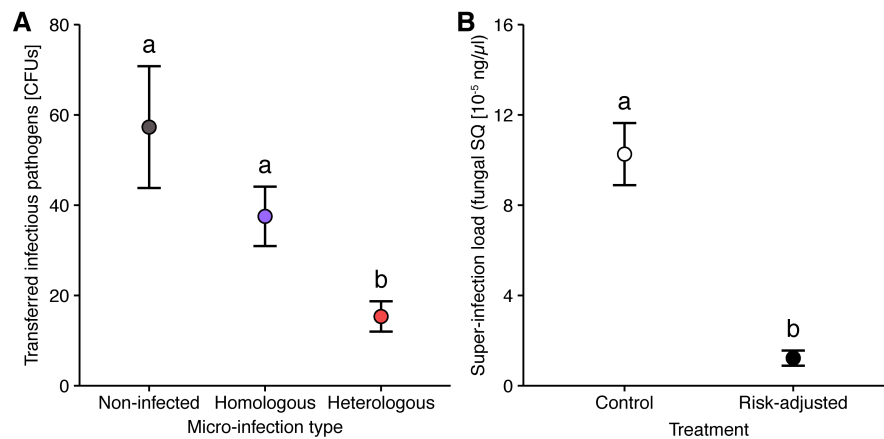 A
Transferred infectious pathogens [CFUs]
80
60
40
20
0
a
a
b
Non-infected Homologous Heterologous
Micro-infection type
B
Super-infection load (fungal SQ [10⁻⁵ ng/µl)
16
12
8
4
0
a
b
Control Risk-adjusted
Treatment